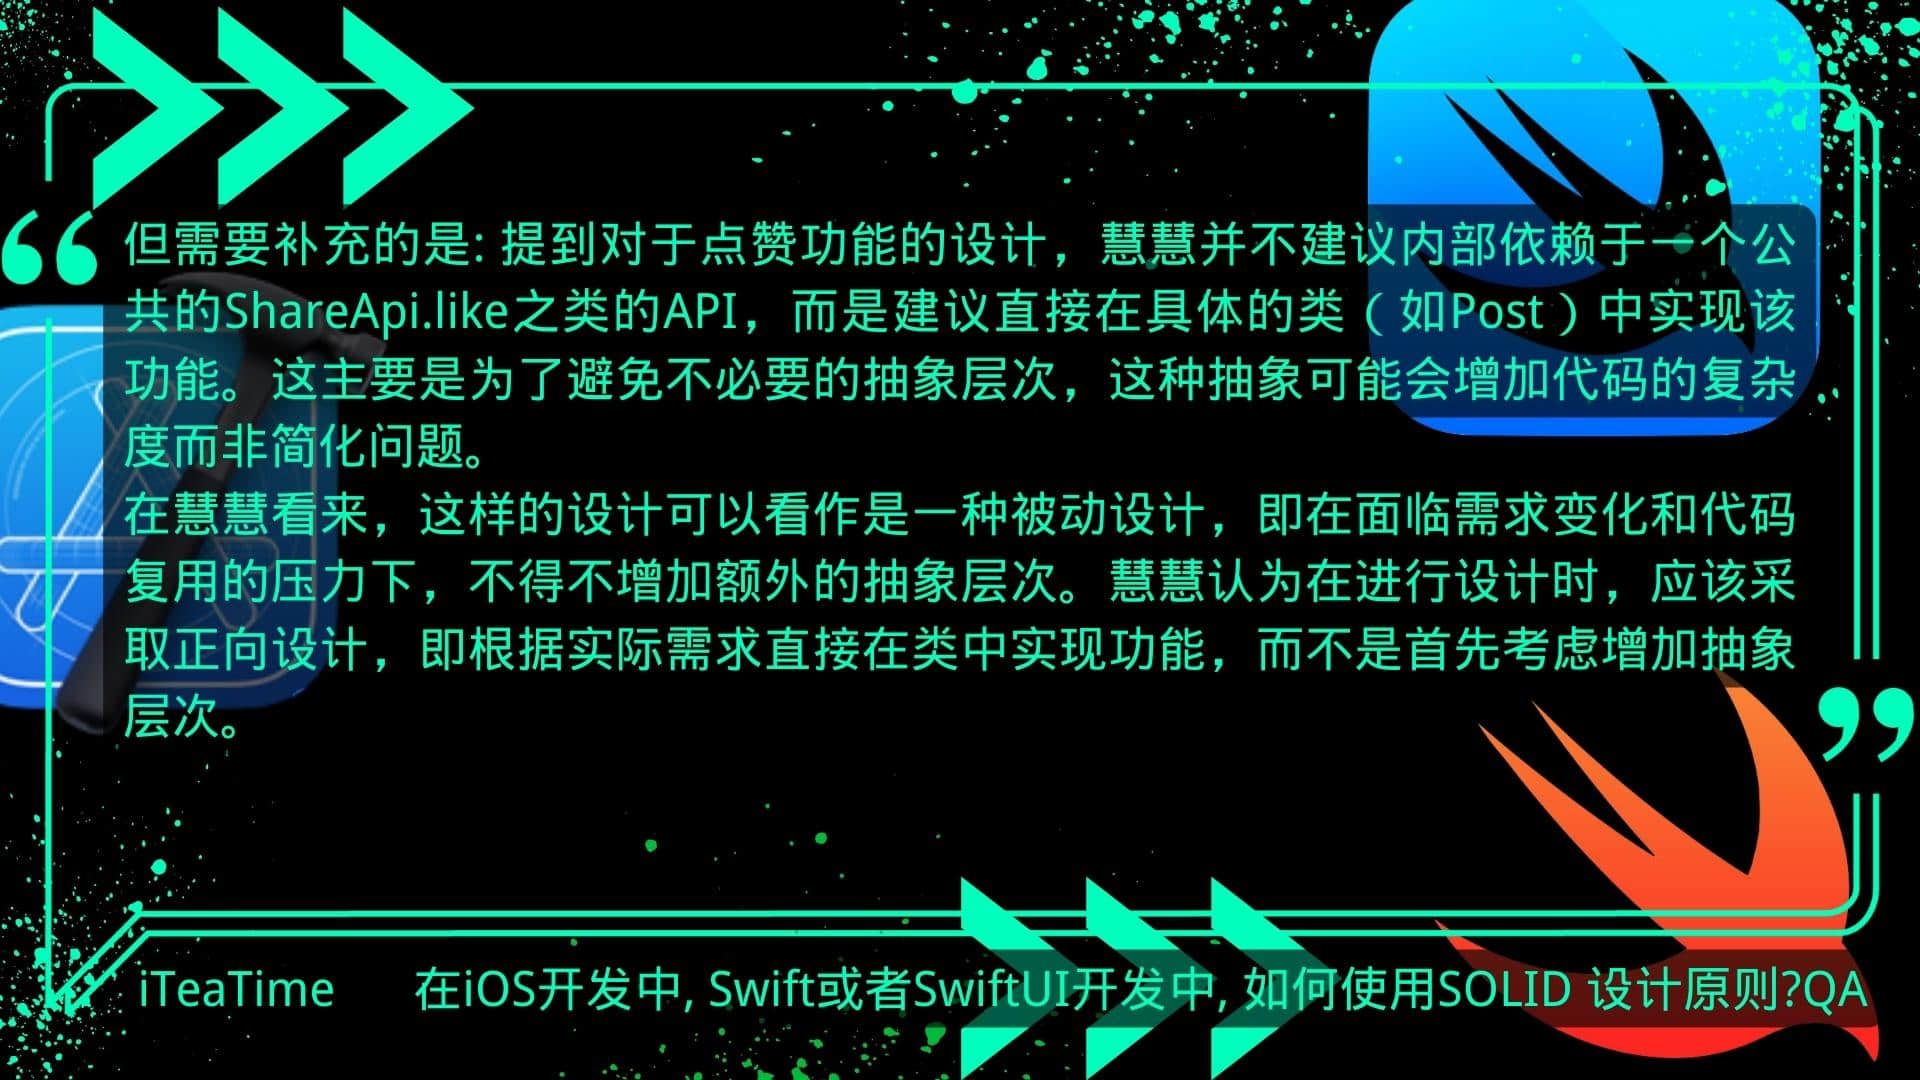 但需要补充的是: 提到对于点赞功能的设计，慧慧并不建议内部依赖于一个公
共的ShareApi.like之类的API，而是建议直接在具体的类（如Post）中实现该
功能。这主要是为了避免不必要的抽象层次，这种抽象可能会增加代码的复杂
度而非简化问题。
在慧慧看来，这样的设计可以看作是一种被动设计，即在面临需求变化和代码
复用的压力下，不得不增加额外的抽象层次。慧慧认为在进行设计时，应该采
取正向设计，即根据实际需求直接在类中实现功能，而不是首先考虑增加抽象
层次。
iTeaTime 在iOS开发中, Swift或者SwiftUI开发中, 如何使用SOLID 设计原则?QA